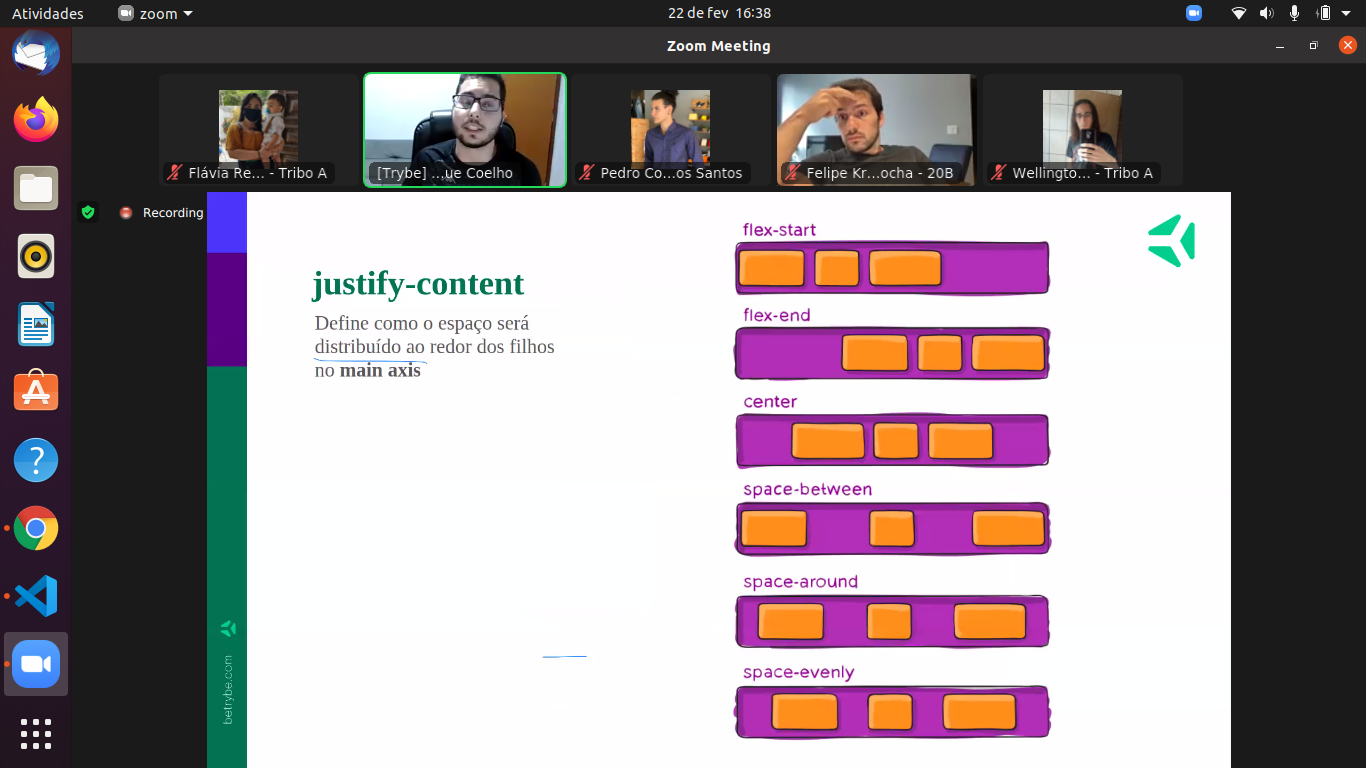 Atividades
zoom
22 de fev 16:38
Zoom Meeting
Flávia Re... - Tribo A
[Trybe] ...ue Coelho
Pedro Co...os Santos
Felipe Kr...ocha - 20B
Wellingto... - Tribo A
Recording
justify-content
Define como o espaço será
distribuído ao redor dos filhos
no main axis
flex-start
flex-end
center
space-between
space-around
space-evenly
betrybe.com